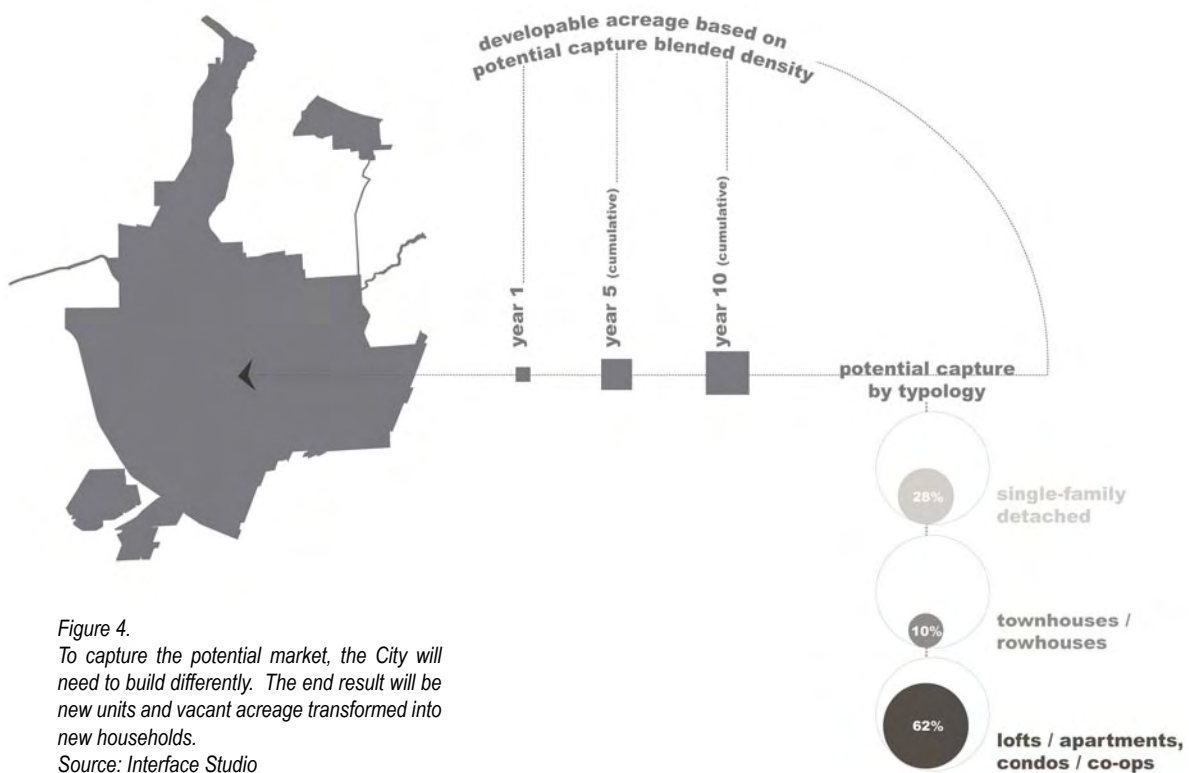 developable acreage based on
potential capture blended density
year 1
year 5 (cumulative)
year 10 (cumulative)
potential capture
by typology
28%
single-family
detached
10%
townhouses /
rowhouses
62%
lofts / apartments,
condos / co-ops
Figure 4.
To capture the potential market, the City will
need to build differently. The end result will be
new units and vacant acreage transformed into
new households.
Source: Interface Studio